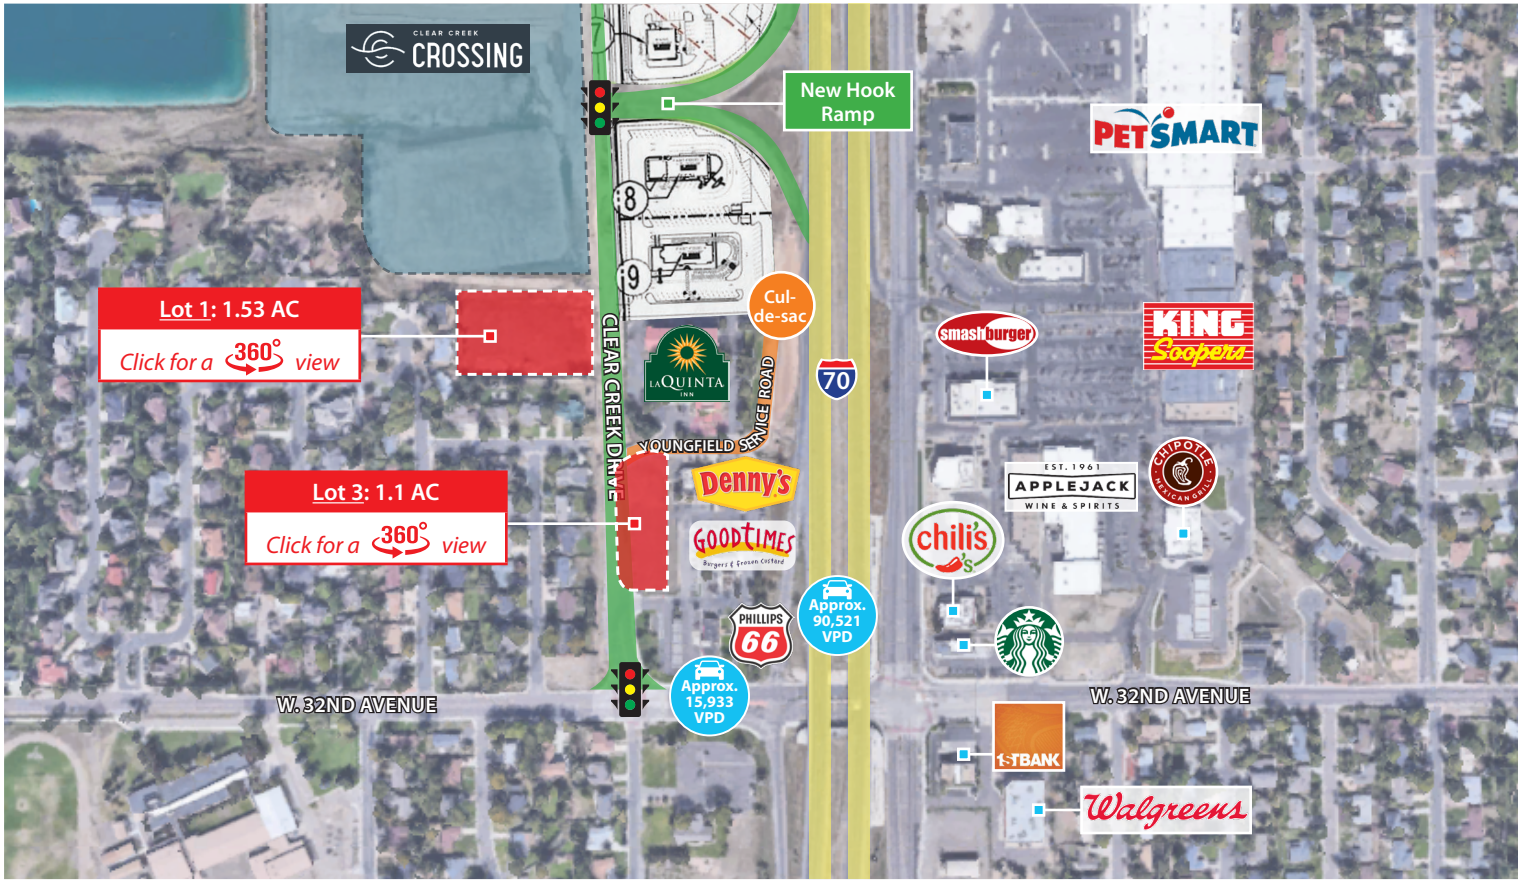 CLEAR CREEK
CROSSING
7
New Hook
Ramp
PETSMART
i8
i9
Cul-
de-sac
Lot 1: 1.53 AC
Click for a 360° view
CLEAR CREEK DRIVE
LAQUINTA
INN
YOUNGFIELD SERVICE ROAD
70
smashburger
KING
Soopers
Lot 3: 1.1 AC
Click for a 360° view
Denny's
GOODTIMES
Burgers & Frozen Custard
EST. 1961
APPLEJACK
WINE & SPIRITS
CHIPOTLE
MEXICAN GRILL
chili's
's
PHILLIPS
66
Approx.
90,521
VPD
Approx.
15,933
VPD
W. 32ND AVENUE
W. 32ND AVENUE
1STBANK
Walgreens